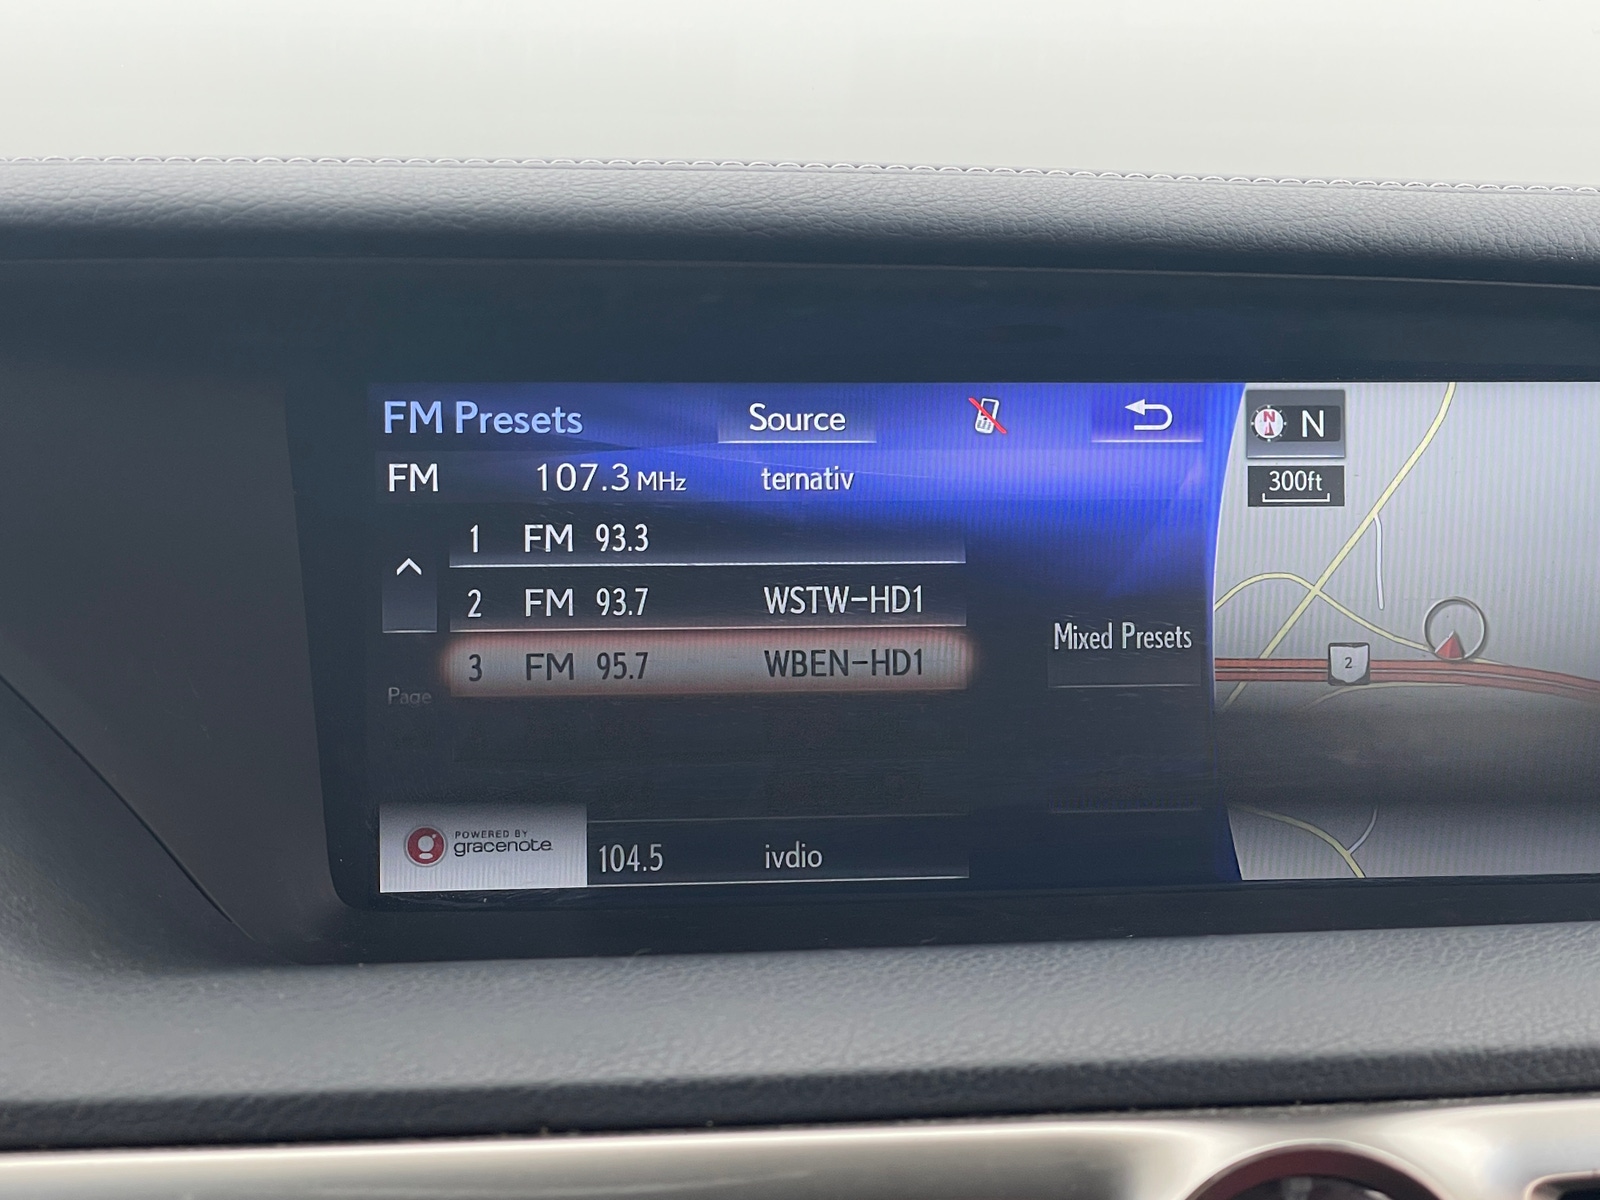 FM Presets
Source
N
N
300ft
FM 107.3 MHz ternativ
1 FM 93.3
2 FM 93.7 WSTW-HD1
3 FM 95.7 WBEN-HD1
Mixed Presets
2
Page
POWERED BY
gracenote
104.5 ivdio